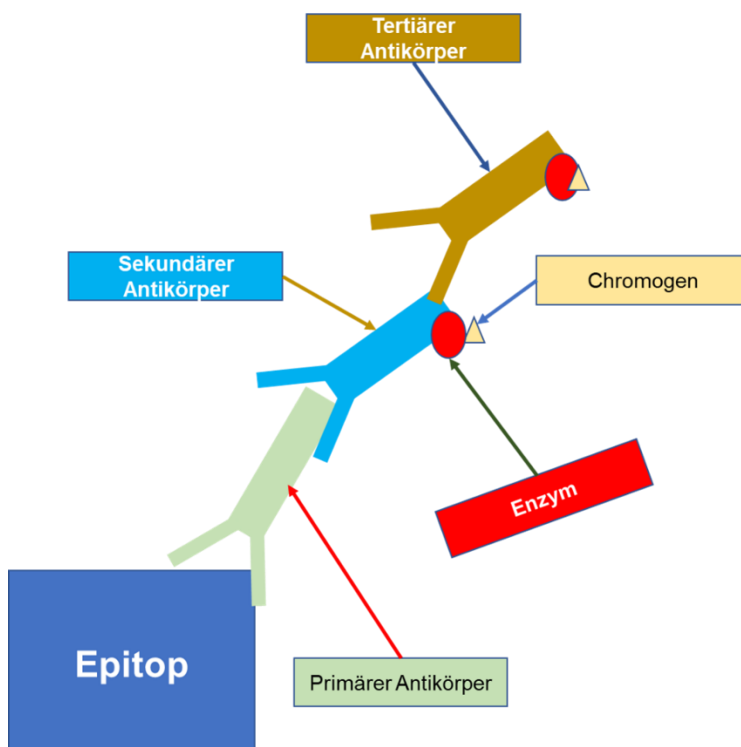 Tertiärer
Antikörper
Sekundärer
Antikörper
Chromogen
Enzym
Epitop
Primärer Antikörper